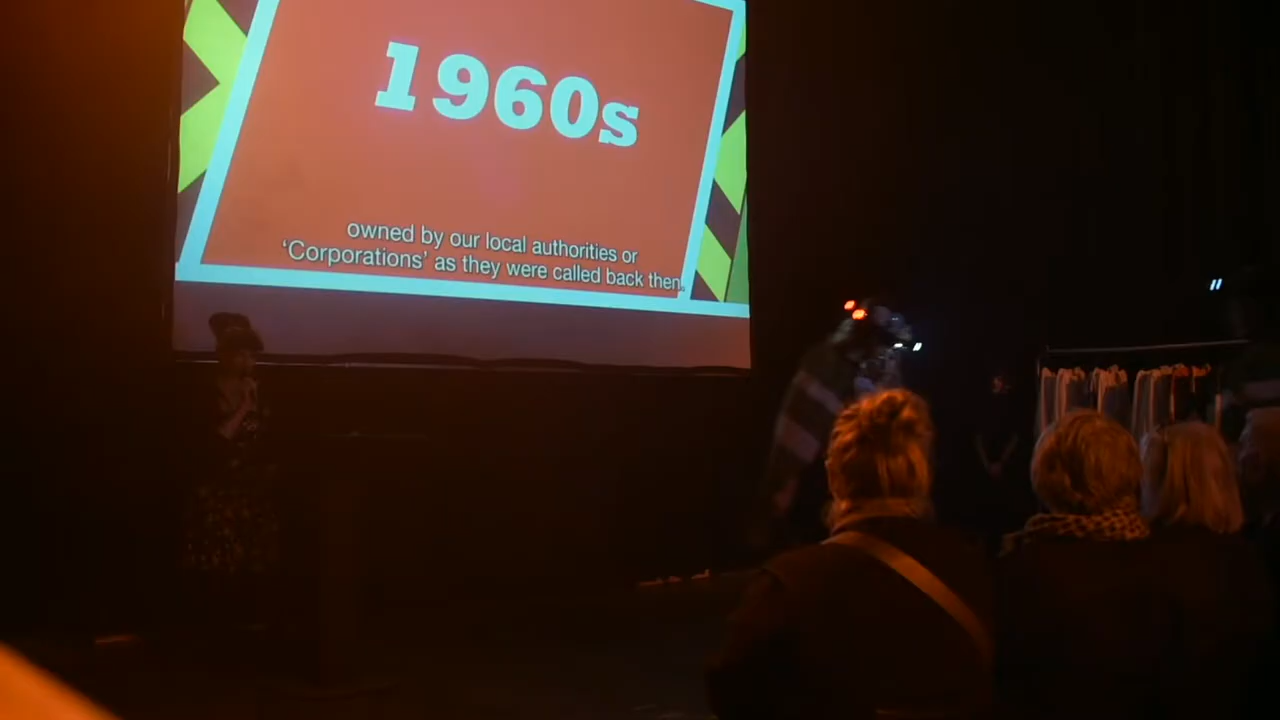 1960s
owned by our local authorities or
‘Corporations’ as they were called back then.